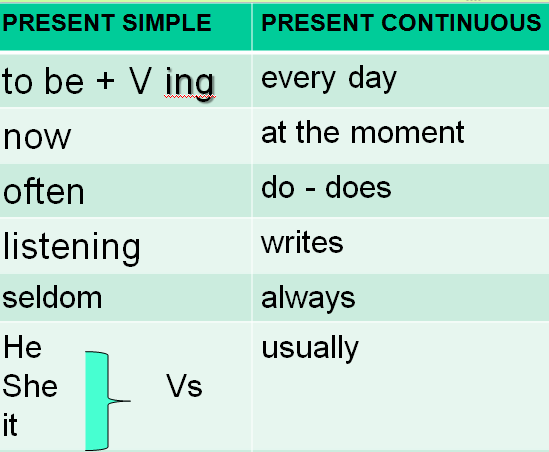 PRESENT SIMPLE PRESENT CONTINUOUS
to be + V ing every day
now at the moment
often do - does
listening writes
seldom always
He usually
She Vs
it